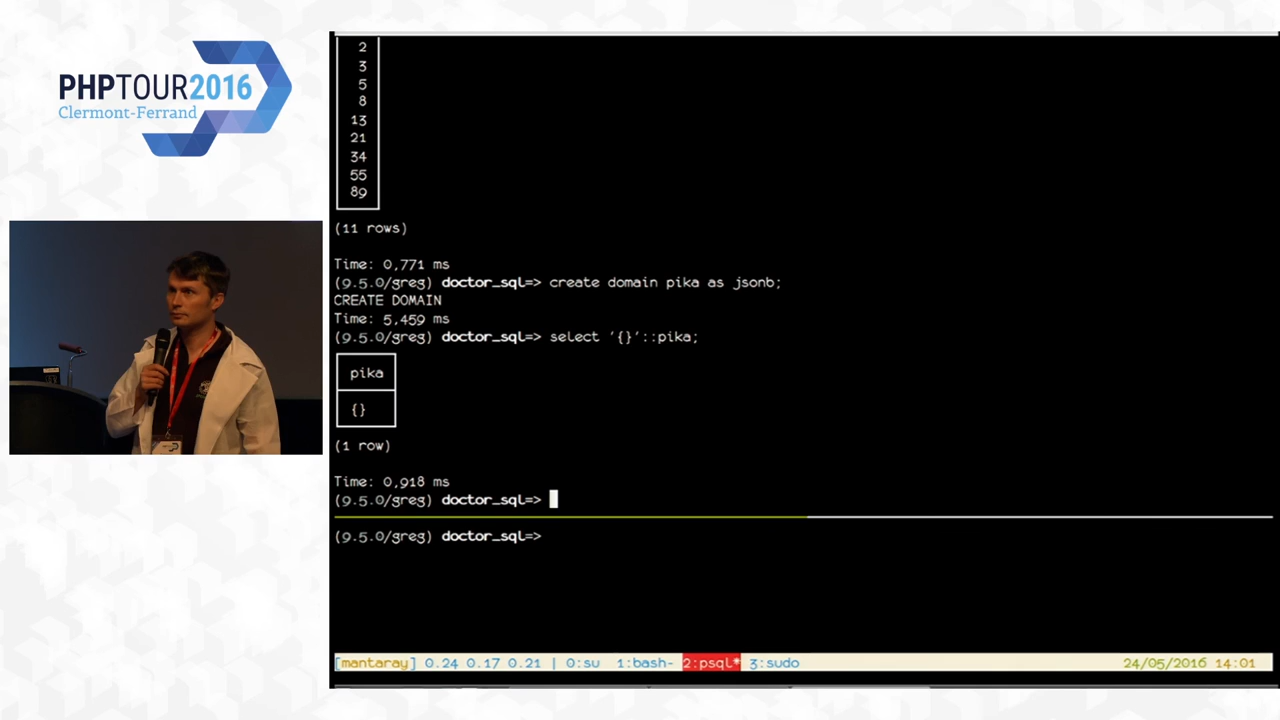 PHPTOUR2016
Clermont-Ferrand
2
3
5
8
13
21
34
55
89
(11 rows)
Time: 0,771 ms
(9.5.0/greg) doctor_sql=> create domain pika as jsonb;
CREATE DOMAIN
Time: 5,459 ms
(9.5.0/greg) doctor_sql=> select '{}'::pika;
pika
{}
(1 row)
Time: 0,918 ms
(9.5.0/greg) doctor_sql=>
(9.5.0/greg) doctor_sql=>
[mantaray] 0.24 0.17 0.21 | 0:su 1:bash- 2:psql* 3:sudo 24/05/2016 14:01